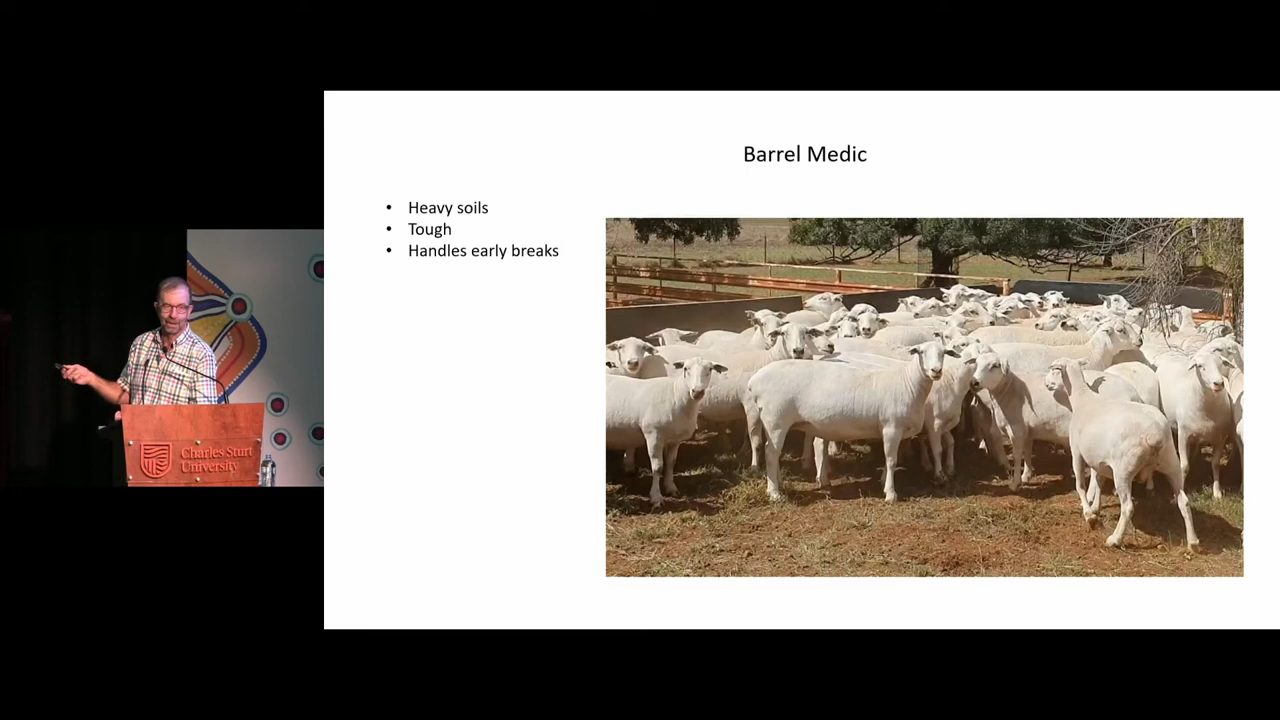 Barrel Medic
• Heavy soils
• Tough
• Handles early breaks
Charles Sturt
University